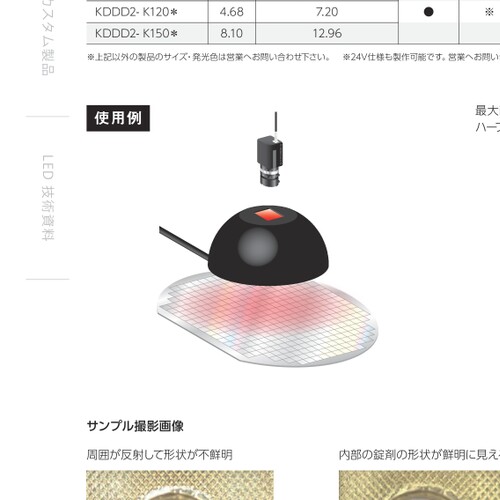 KDDD2- K120＊ 4.68 7.20 ● ※
KDDD2- K150＊ 8.10 12.96
※上記以外の製品のサイズ・発光色は営業へお問い合わせ下さい。 ※24V仕様も製作可能です。営業へお問い
カスタム製品
使用例
最大
ハーフ
LED 技術資料
サンプル撮影画像
周囲が反射して形状が不鮮明
内部の錠剤の形状が鮮明に見え